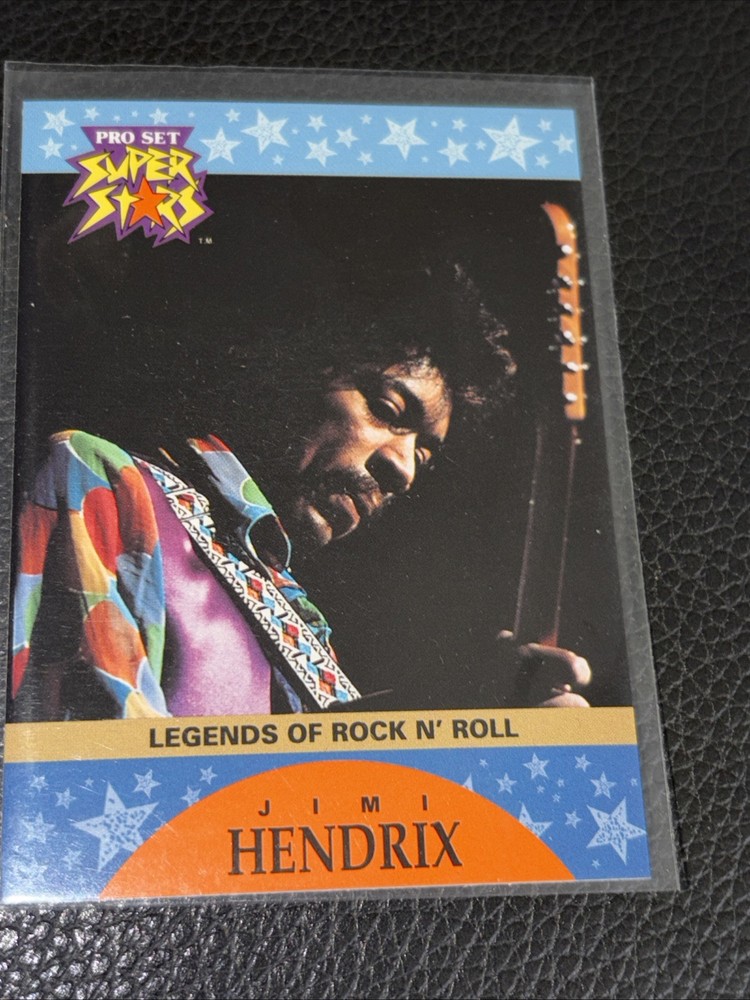 PRO SET
SUPER
STARS
TM
LEGENDS OF ROCK N' ROLL
JIMI
HENDRIX